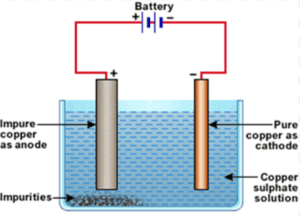 Battery
+ −
+ −
Impure
copper
as anode
Pure
copper as
cathode
Copper
sulphate
solution
Impurities